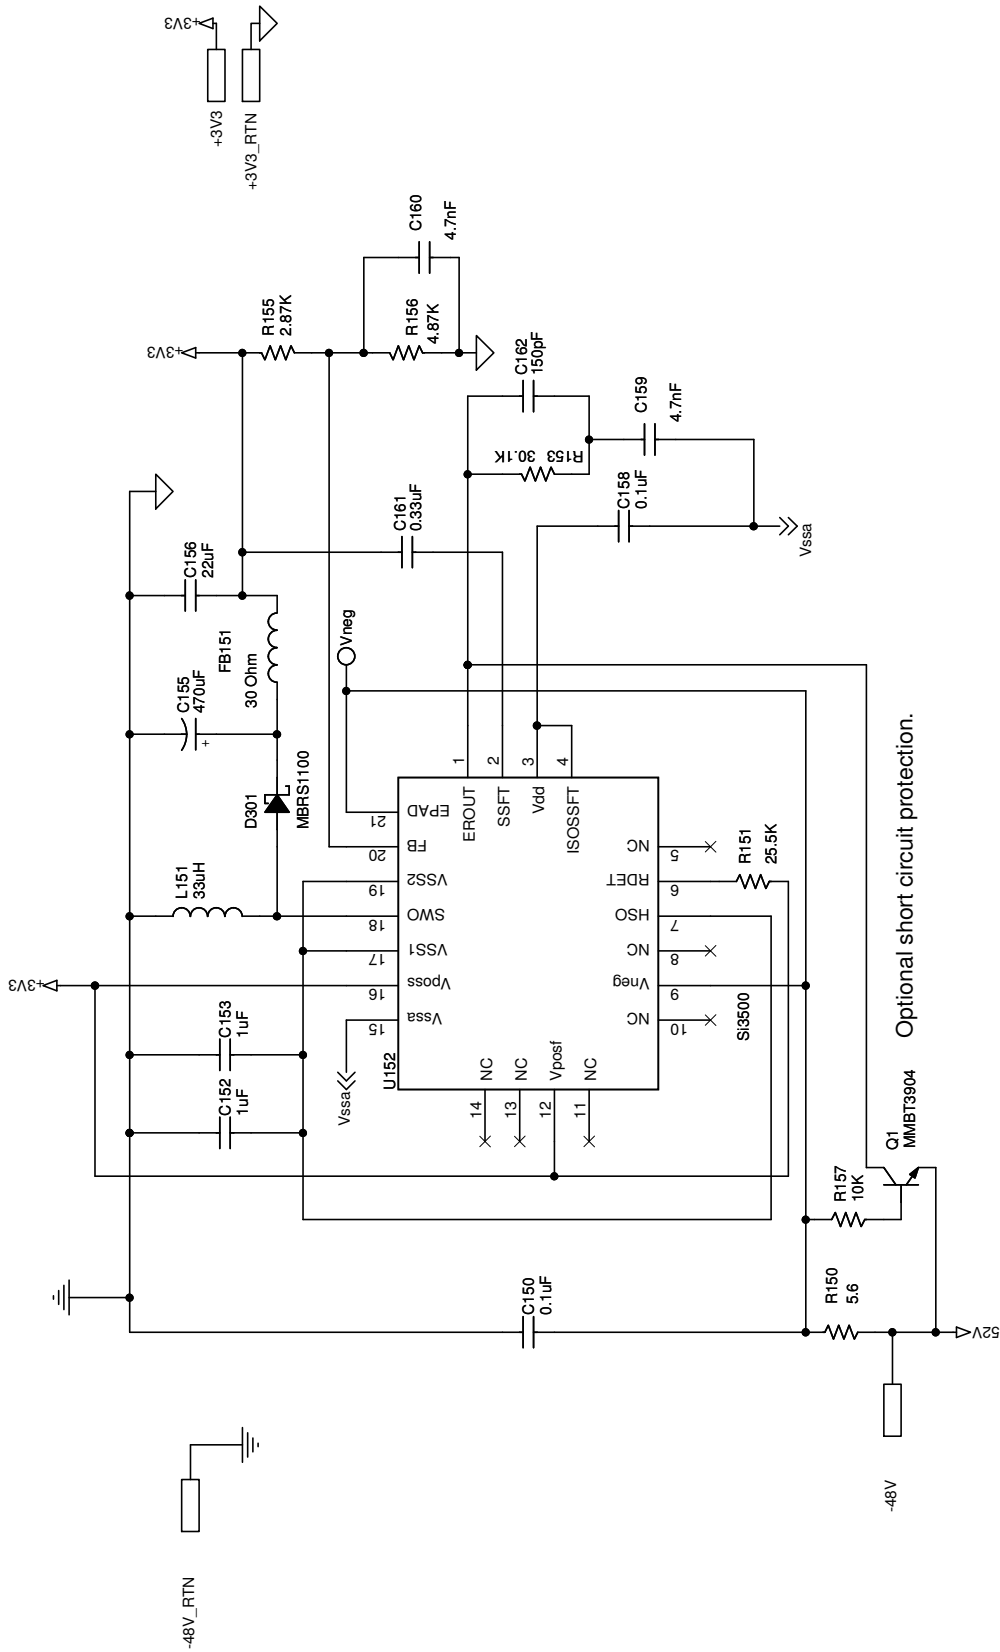 +3V3
+3V3
+3V3_RTN
+3V3
R155
2.87K
R156
4.87K
C160
4.7nF
C162
150pF
R153 30.1K
C159
4.7nF
C158
0.1uF
Vssa
C161
0.33uF
C156
22uF
FB151
30 Ohm
C155
470uF
+
D301
MBRS1100
L151
33uH
Vneg
+3V3
C153
1uF
C152
1uF
U152
Vssa
15
Vssa
16
Vposs
17
VSS1
18
SWO
19
VSS2
20
FB
21
EPAD
1
EROUT
2
SSFT
3
Vdd
4
ISOSSFT
5
NC
6
RDET
7
HSO
8
NC
9
Vneg
10
NC
14
NC
13
NC
12
Vposf
11
NC
Si3500
R151
25.5K
Optional short circuit protection.
Q1
MMBT3904
R157
10K
R150
5.6
C150
0.1uF
52V
-48V
-48V_RTN